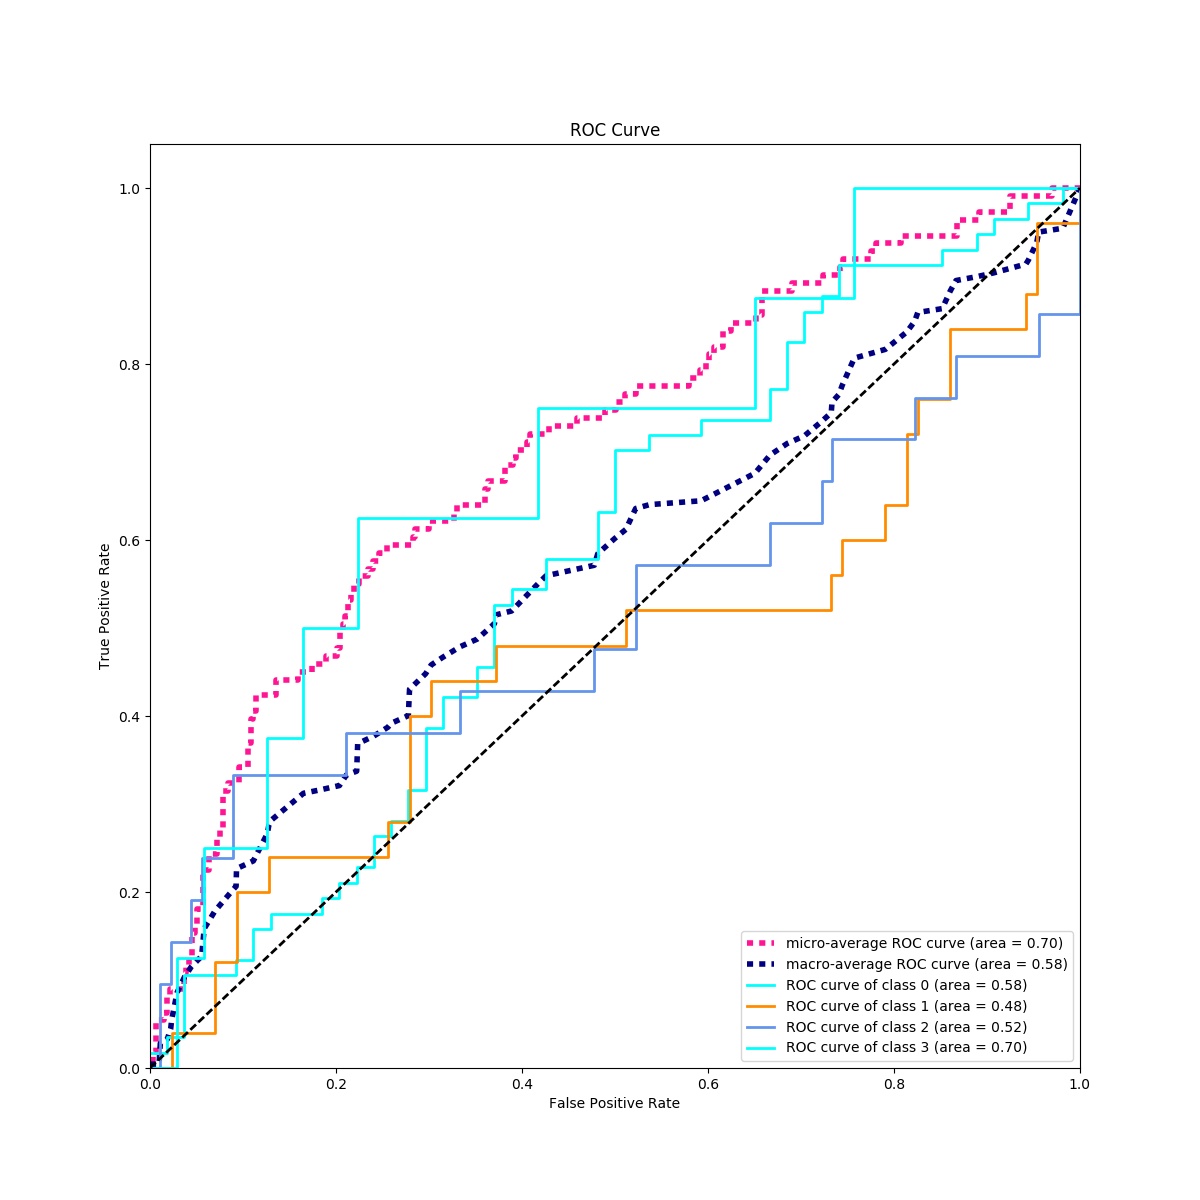 ROC Curve
1.0
0.8
0.6
0.4
0.2
0.0
True Positive Rate
0.0 0.2 0.4 0.6 0.8 1.0
False Positive Rate
micro-average ROC curve (area = 0.70)
macro-average ROC curve (area = 0.58)
ROC curve of class 0 (area = 0.58)
ROC curve of class 1 (area = 0.48)
ROC curve of class 2 (area = 0.52)
ROC curve of class 3 (area = 0.70)